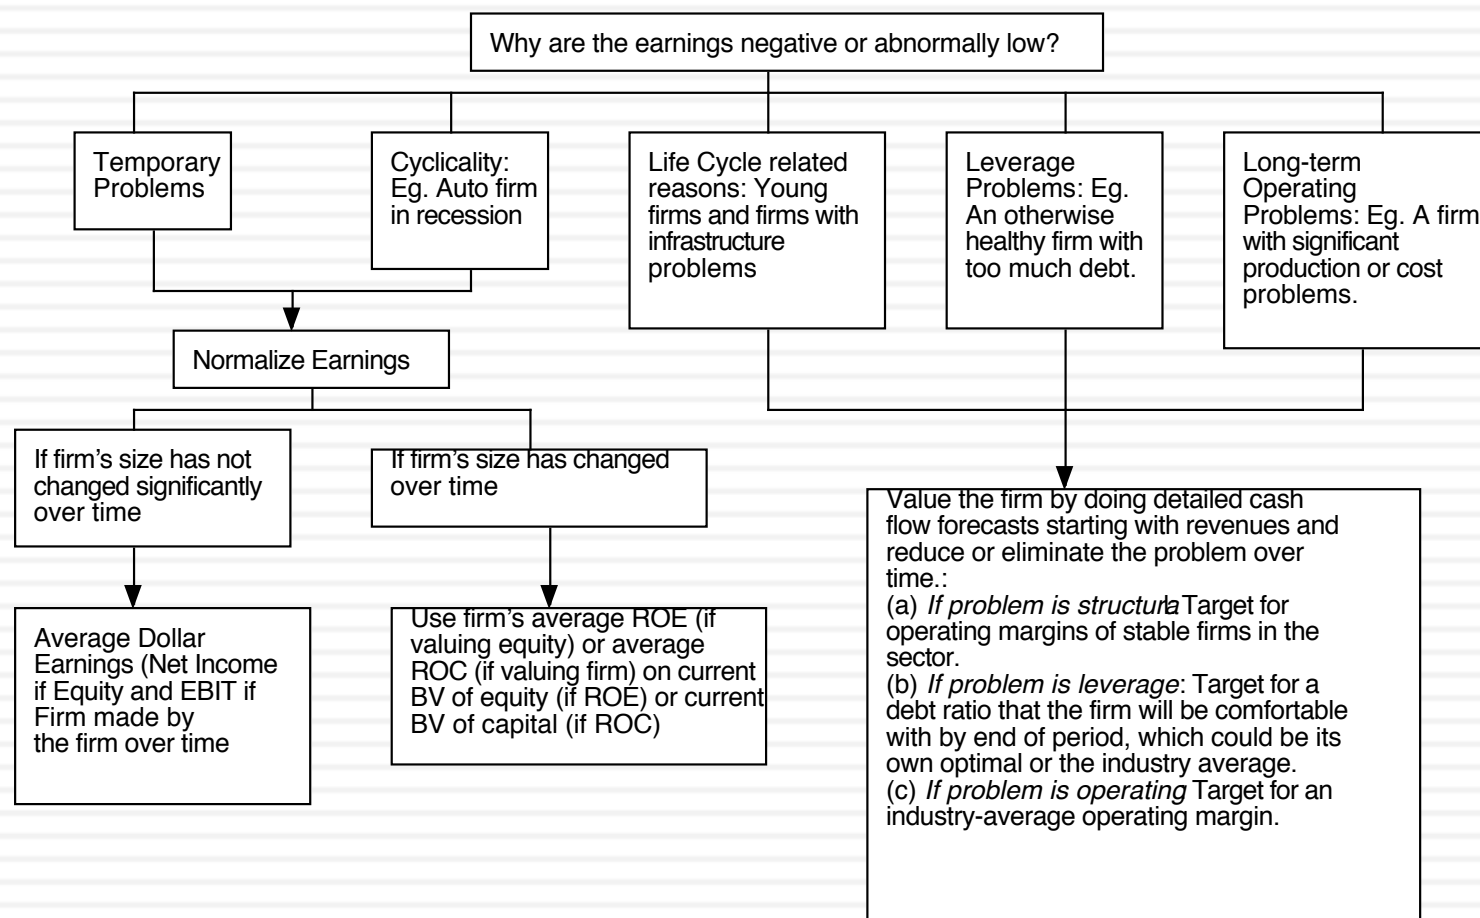 Why are the earnings negative or abnormally low?
Temporary
Problems
Cyclicality:
Eg. Auto firm
in recession
Life Cycle related
reasons: Young
firms and firms with
infrastructure
problems
Leverage
Problems: Eg.
An otherwise
healthy firm with
too much debt.
Long-term
Operating
Problems: Eg. A firm
with significant
production or cost
problems.
Normalize Earnings
If firm's size has not
changed significantly
over time
If firm's size has changed
over time
Average Dollar
Earnings (Net Income
if Equity and EBIT if
Firm made by
the firm over time
Use firm's average ROE (if
valuing equity) or average
ROC (if valuing firm) on current
BV of equity (if ROE) or current
BV of capital (if ROC)
Value the firm by doing detailed cash
flow forecasts starting with revenues and
reduce or eliminate the problem over
time.:
(a) If problem is structural: Target for
operating margins of stable firms in the
sector.
(b) If problem is leverage: Target for a
debt ratio that the firm will be comfortable
with by end of period, which could be its
own optimal or the industry average.
(c) If problem is operating Target for an
industry-average operating margin.